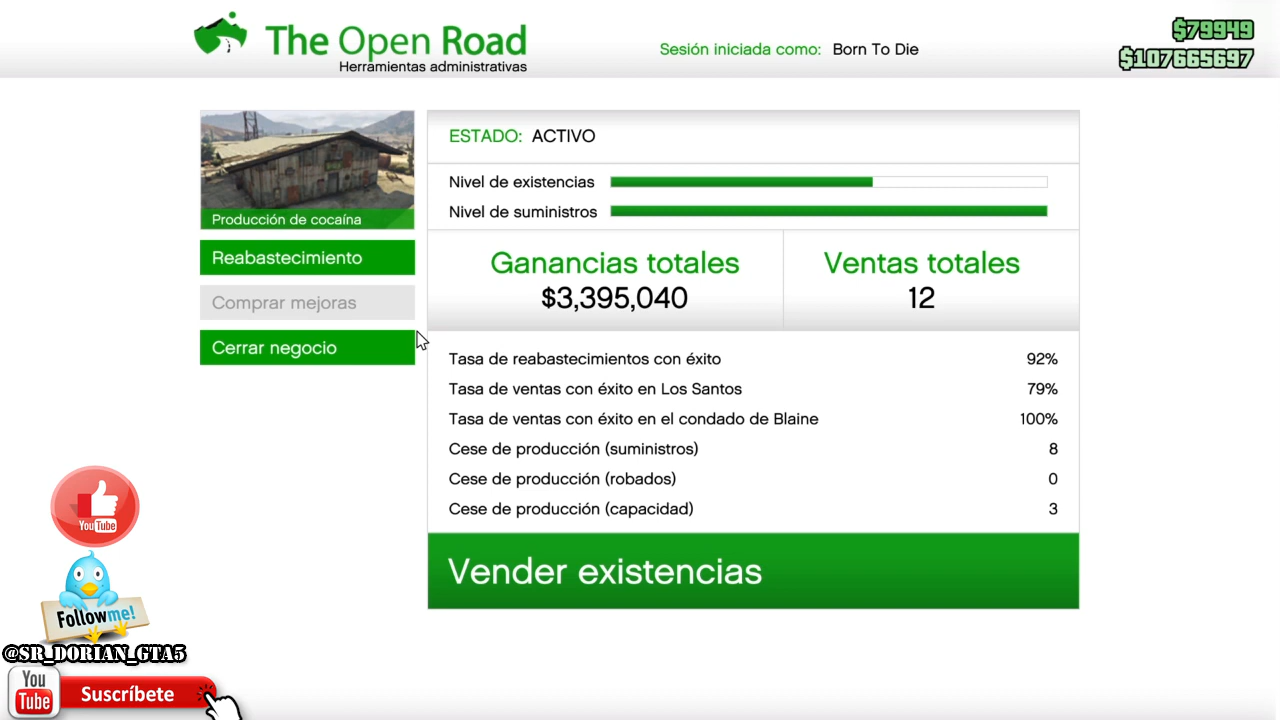 The Open Road
Herramientas administrativas
Sesión iniciada como: Born To Die
$79949
$107665697
Producción de cocaína
Reabastecimiento
Comprar mejoras
Cerrar negocio
ESTADO: ACTIVO
Nivel de existencias
Nivel de suministros
Ganancias totales
$3,395,040
Ventas totales
12
Tasa de reabastecimientos con éxito 92%
Tasa de ventas con éxito en Los Santos 79%
Tasa de ventas con éxito en el condado de Blaine 100%
Cese de producción (suministros) 8
Cese de producción (robados) 0
Cese de producción (capacidad) 3
Vender existencias
YouTube
Follow me!
@SR_DORIAN_GTA5
You
Tube
Suscríbete